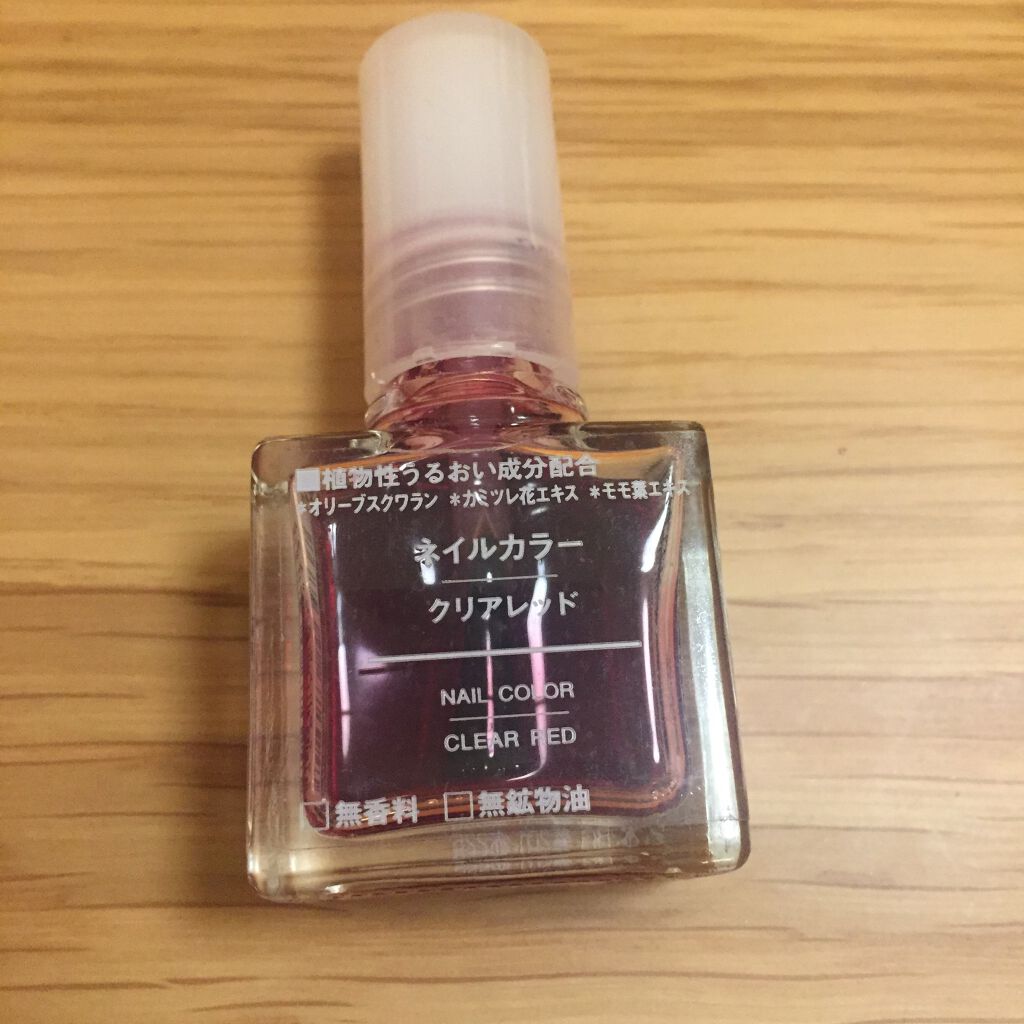 ■植物性うるおい成分配合
*オリーブスクワラン *カミツレ花エキス *モモ葉エキス
ネイルカラー
クリアレッド
NAIL COLOR
CLEAR RED
□無香料 □無鉱物油